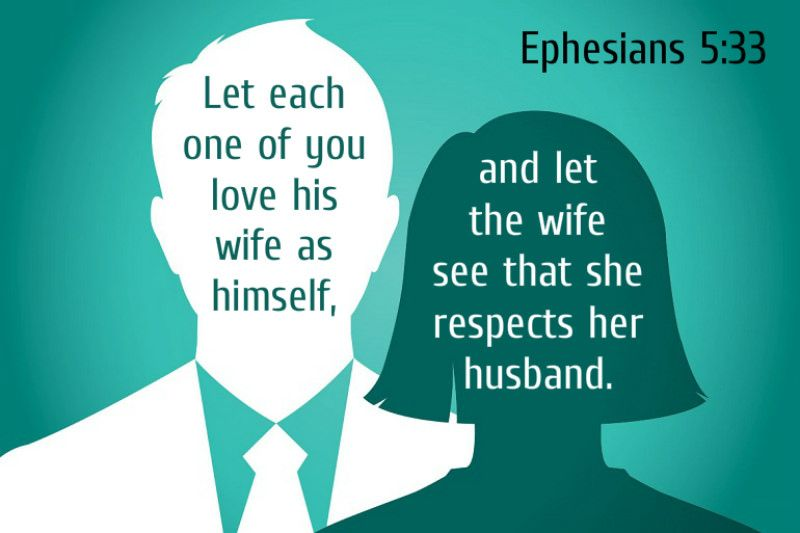 Ephesians 5:33
Let each
one of you
love his
wife as
himself,
and let
the wife
see that she
respects her
husband.